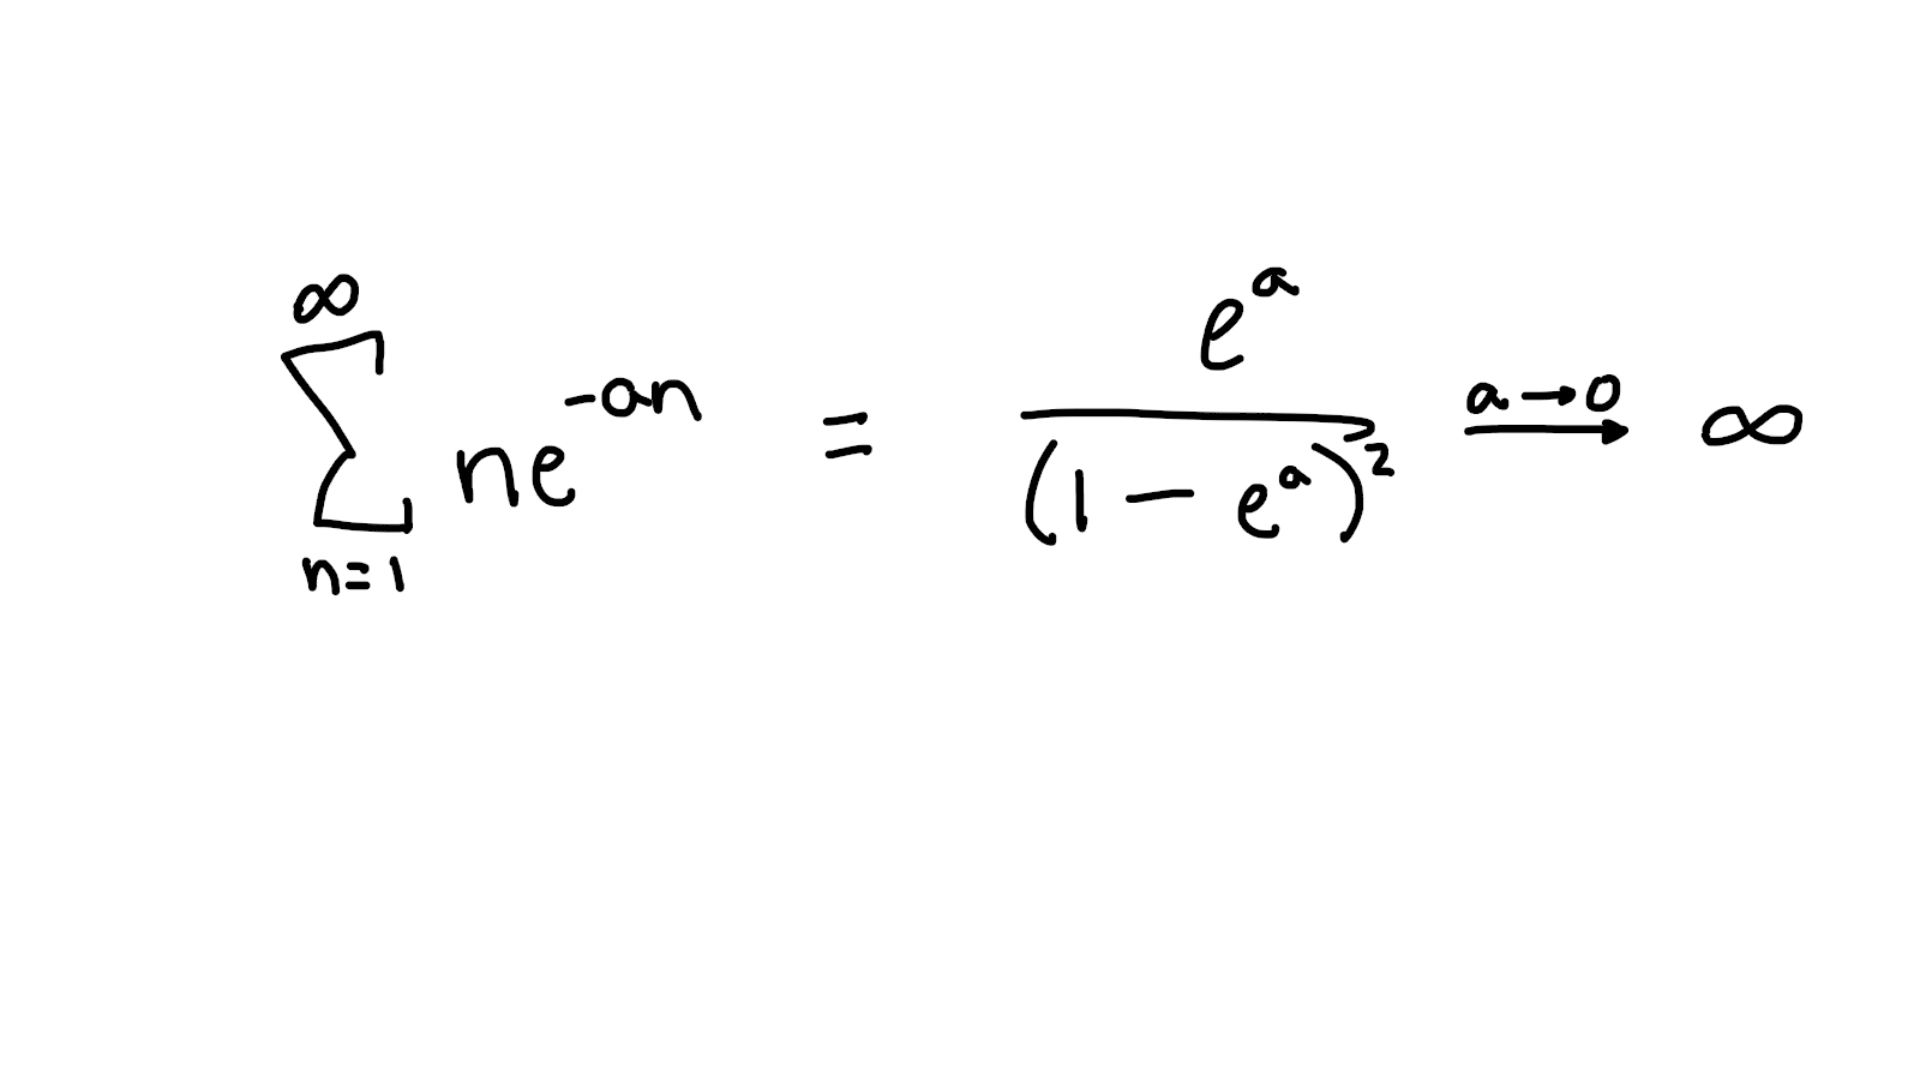 ∞∑n=1 ne^{-an} = e^a/(1 - e^a)^2 a→0⟶ ∞